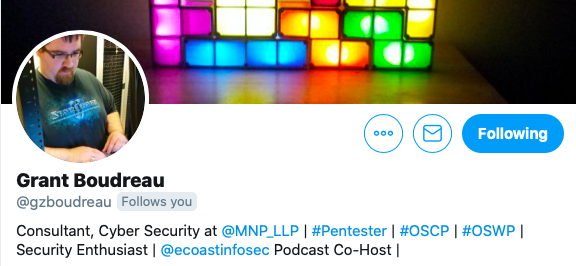 Following
Grant Boudreau
@gzboudreau Follows you
Consultant, Cyber Security at @MNP_LLP | #Pentester | #OSCP | #OSWP |
Security Enthusiast | @ecoastinfosec Podcast Co-Host |